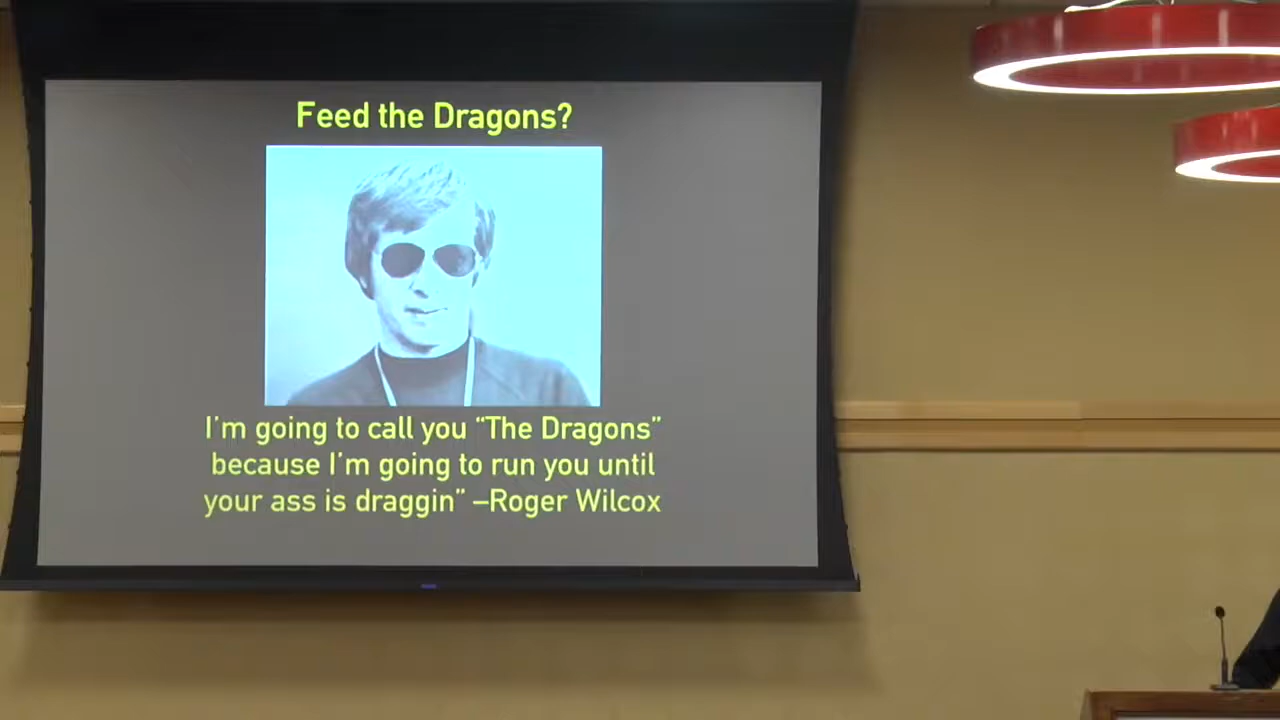 Feed the Dragons?
I'm going to call you “The Dragons”
because I'm going to run you until
your ass is draggin” –Roger Wilcox